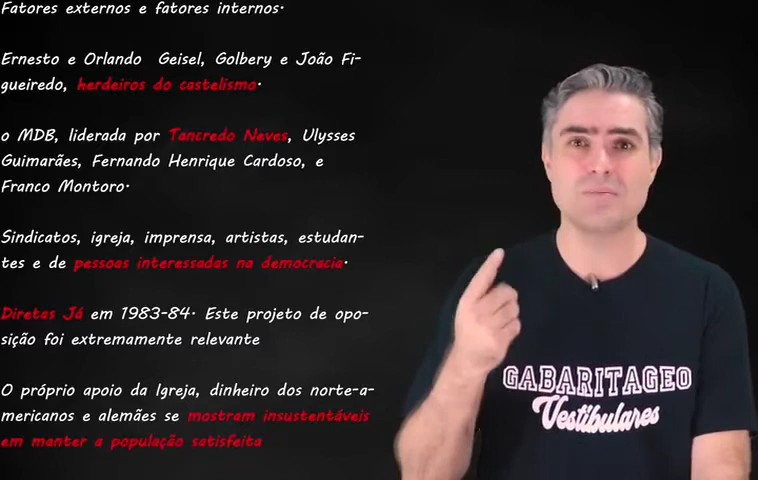 Fatores externos e fatores internos.
Ernesto e Orlando Geisel, Golbery e João Fi-
gueiredo, herdeiros do castelismo.
o MDB, liderada por Tancredo Neves, Ulysses
Guimarães, Fernando Henrique Cardoso, e
Franco Montoro.
Sindicatos, igreja, imprensa, artistas, estudan-
tes e de pessoas interessadas na democracia.
Diretas Já em 1983-84. Este projeto de opo-
sição foi extremamente relevante
O próprio apoio da Igreja, dinheiro dos norte-a-
mericanos e alemães se mostram insustentáveis
em manter a população satisfeita
GABARITAGEO
Vestibulares